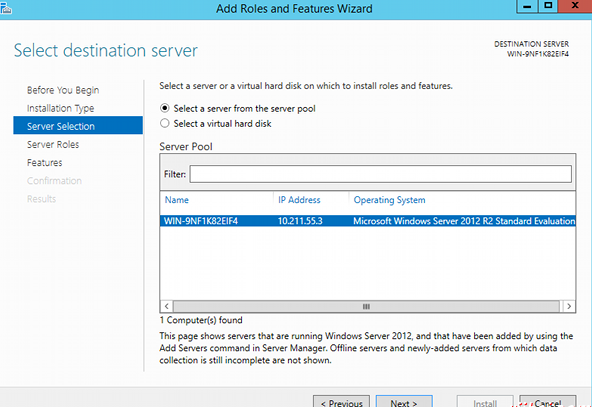 Add Roles and Features Wizard
Select destination server
DESTINATION SERVER
WIN-9NF1K82EIF4
Before You Begin
Installation Type
Server Selection
Server Roles
Features
Confirmation
Results
Select a server or a virtual hard disk on which to install roles and features.
Select a server from the server pool
Select a virtual hard disk
Server Pool
Filter:
Name IP Address Operating System
WIN-9NF1K82EIF4 10.211.55.3 Microsoft Windows Server 2012 R2 Standard Evaluation
1 Computer(s) found
This page shows servers that are running Windows Server 2012, and that have been added by using the
Add Servers command in Server Manager. Offline servers and newly-added servers from which data
collection is still incomplete are not shown.
< Previous Next > Install Cancel